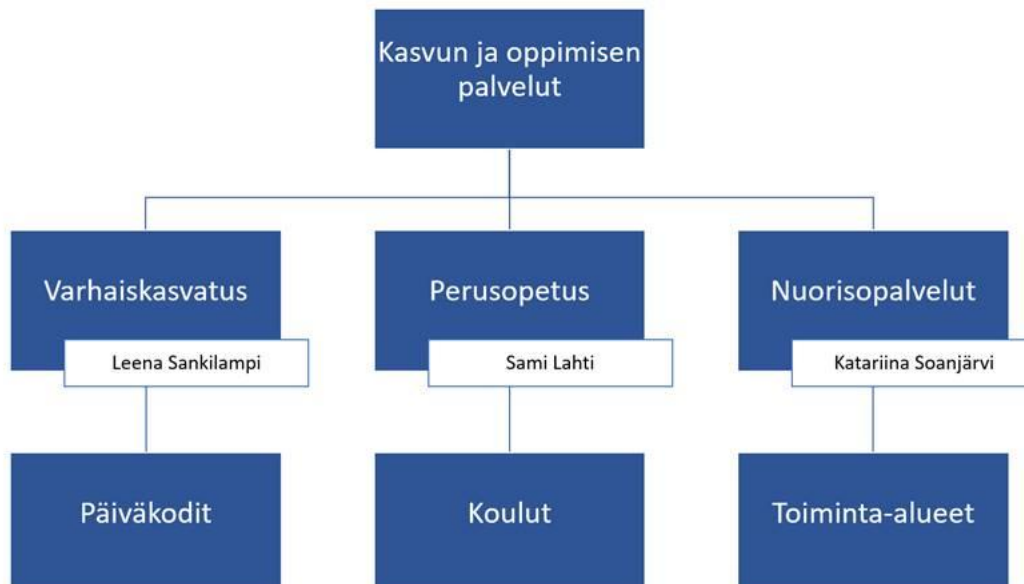 Kasvun ja oppimisen
palvelut
Varhaiskasvatus
Leena Sankilampi
Perusopetus
Sami Lahti
Nuorisopalvelut
Katariina Soanjärvi
Päiväkodit
Koulut
Toiminta-alueet